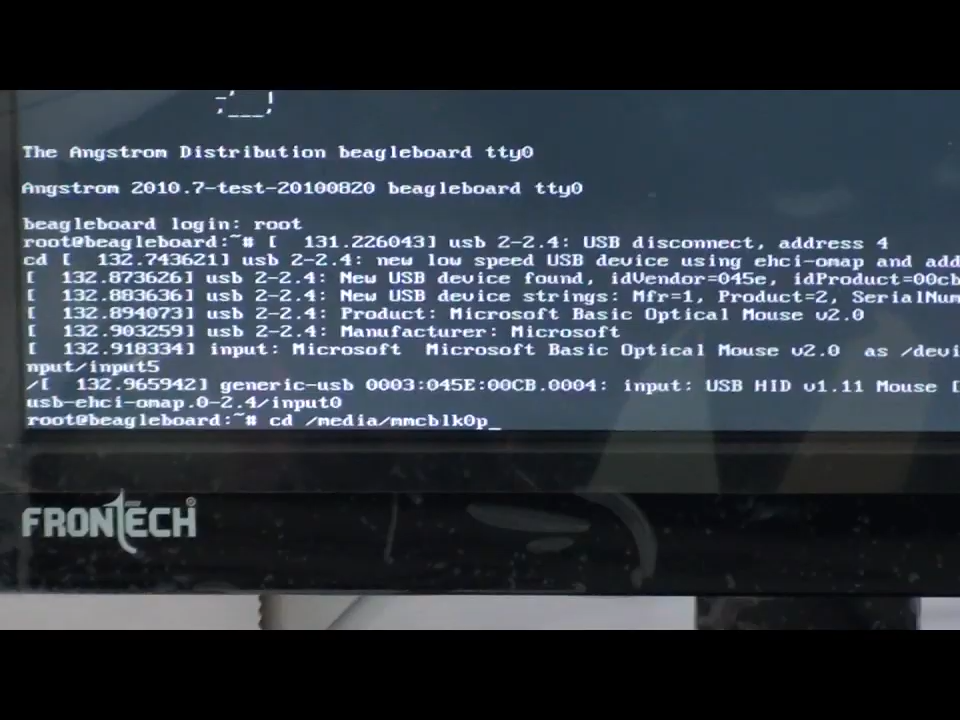 The Angstrom Distribution beagleboard tty0
Angstrom 2010.7-test-20100820 beagleboard tty0
beagleboard login: root
root@beagleboard:~# [  131.226043] usb 2-2.4: USB disconnect, address 4
cd [  132.743621] usb 2-2.4: new low speed USB device using ehci-omap and add
[  132.873626] usb 2-2.4: New USB device found, idVendor=045e, idProduct=00cb
[  132.883636] usb 2-2.4: New USB device strings: Mfr=1, Product=2, SerialNum
[  132.894073] usb 2-2.4: Product: Microsoft Basic Optical Mouse v2.0
[  132.903259] usb 2-2.4: Manufacturer: Microsoft
[  132.918334] input: Microsoft  Microsoft Basic Optical Mouse v2.0  as /devi
nput/input5
/[  132.965942] generic-usb 0003:045E:00CB.0004: input: USB HID v1.11 Mouse [
usb-ehci-omap.0-2.4/input0
root@beagleboard:~# cd /media/mmcblk0p_
FRONTECH